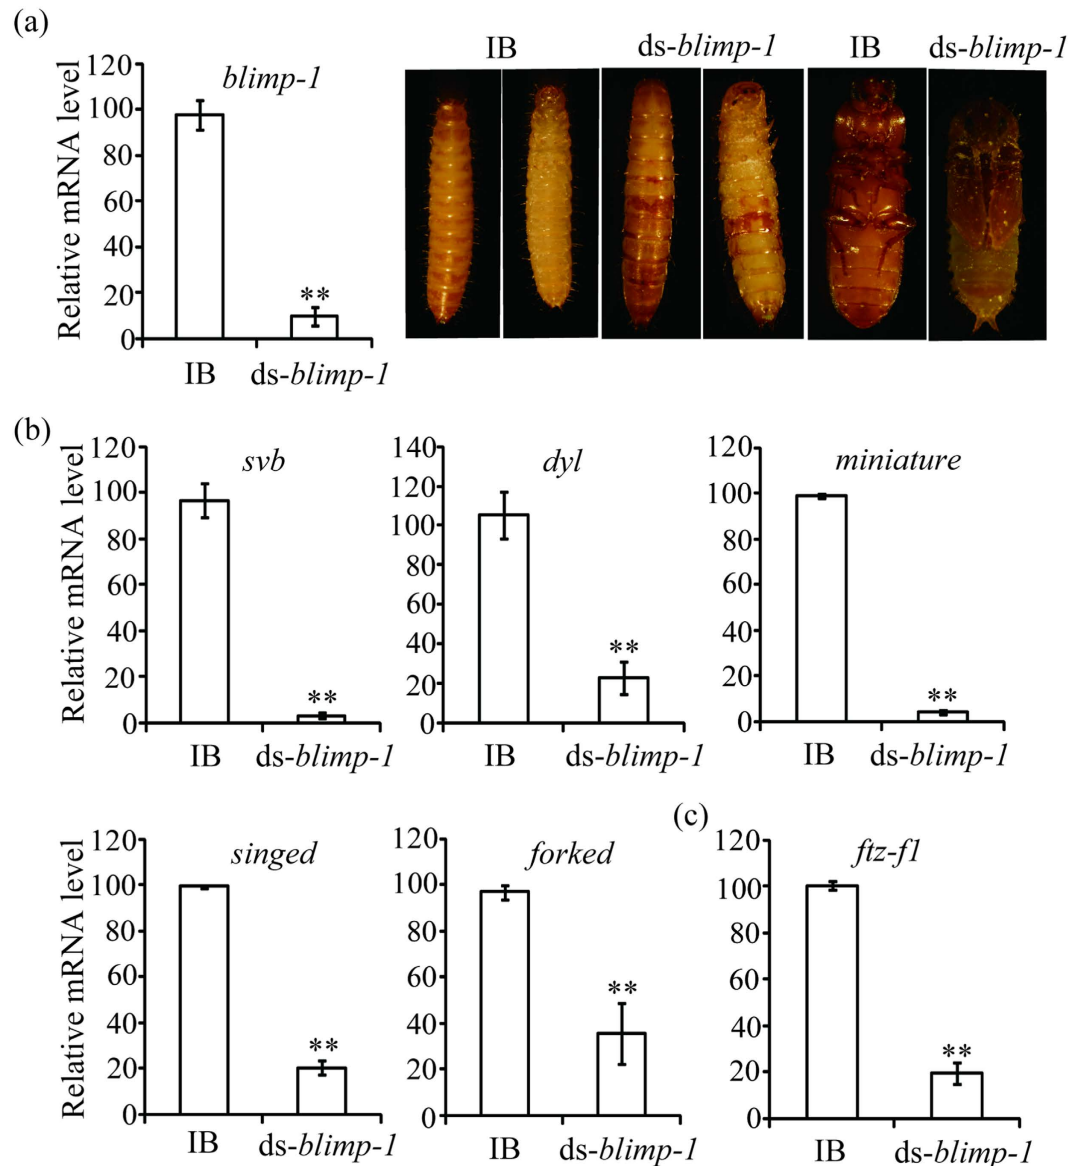 (a)
IB ds-blimp-1 IB ds-blimp-1
blimp-1
Relative mRNA level
120
100
80
60
40
20
0
IB ds-blimp-1
(b)
svb
Relative mRNA level
120
100
80
60
40
20
0
IB ds-blimp-1
dyl
140
120
100
80
60
40
20
0
IB ds-blimp-1
miniature
120
100
80
60
40
20
0
IB ds-blimp-1
**
**
**
**
singed
Relative mRNA level
120
100
80
60
40
20
0
**
IB ds-blimp-1
forked
120
100
80
60
40
20
0
**
IB ds-blimp-1
(c)
ftz-f1
120
100
80
60
40
20
0
**
IB ds-blimp-1